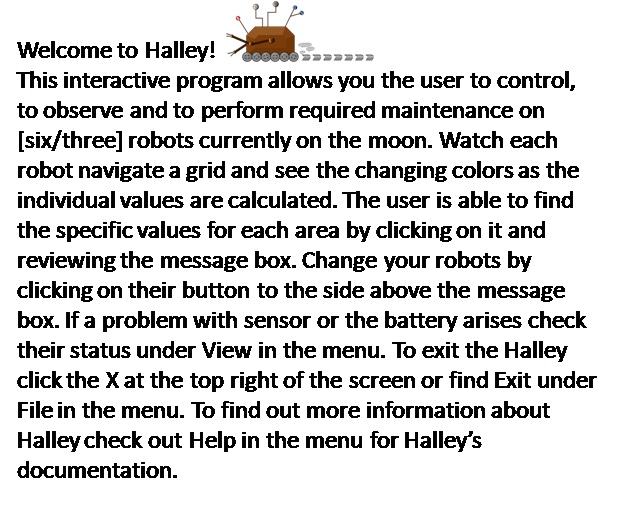 Welcome to Halley!
This interactive program allows you the user to control,
to observe and to perform required maintenance on
[six/three] robots currently on the moon. Watch each
robot navigate a grid and see the changing colors as the
individual values are calculated. The user is able to find
the specific values for each area by clicking on it and
reviewing the message box. Change your robots by
clicking on their button to the side above the message
box. If a problem with sensor or the battery arises check
their status under View in the menu. To exit the Halley
click the X at the top right of the screen or find Exit under
File in the menu. To find out more information about
Halley check out Help in the menu for Halley’s
documentation.